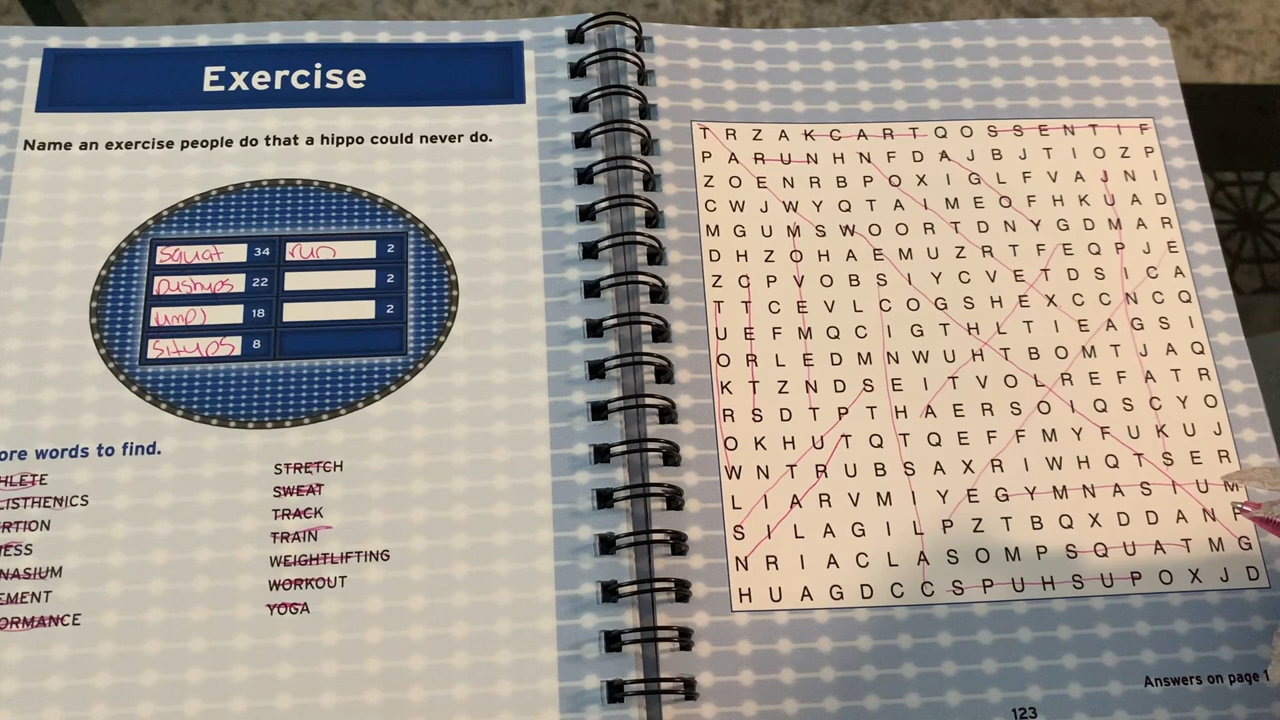 Exercise
Name an exercise people do that a hippo could never do.
squat 34 run 2
pushups 22 2
18 2
situps 8
ore words to find.
HLETE
LISTHENICS
RTION
ESS
NASIUM
EMENT
ORMANCE
STRETCH
SWEAT
TRACK
TRAIN
WEIGHTLIFTING
WORKOUT
YOGA
T R Z A K C A R T Q O S S E N T I F
P A R U N H N F D A J B J T I O Z P
Z O E N R B P O X I G L F V A J N I
C W J W Y Q T A I M E O F H K U A D
M G U M S W O O R T D N Y G D M A R
D H Z O H A E M U Z R T F E Q P J E
Z C P V O B S I Y C V E T D S I C A
T T C E V L C O G S H E X C C N C Q
U E F M Q C I G T H L T I E A G S I
O R L E D M N W U H T B O M T J A Q
K T Z N D S E I T V O L R E F A T R
R S D T P T H A E R S O I Q S C Y O
O K H U T Q T Q E F F M Y F U K U J
W N T R U B S A X R I W H Q T S E R
L I A R V M I Y E G Y M N A S I U M
S I L A G I L P Z T B Q X D D A N P
N R I A C L A S O M P S Q U A T M G
H U A G D C C S P U H S U P O X J D
Answers on page 1
123